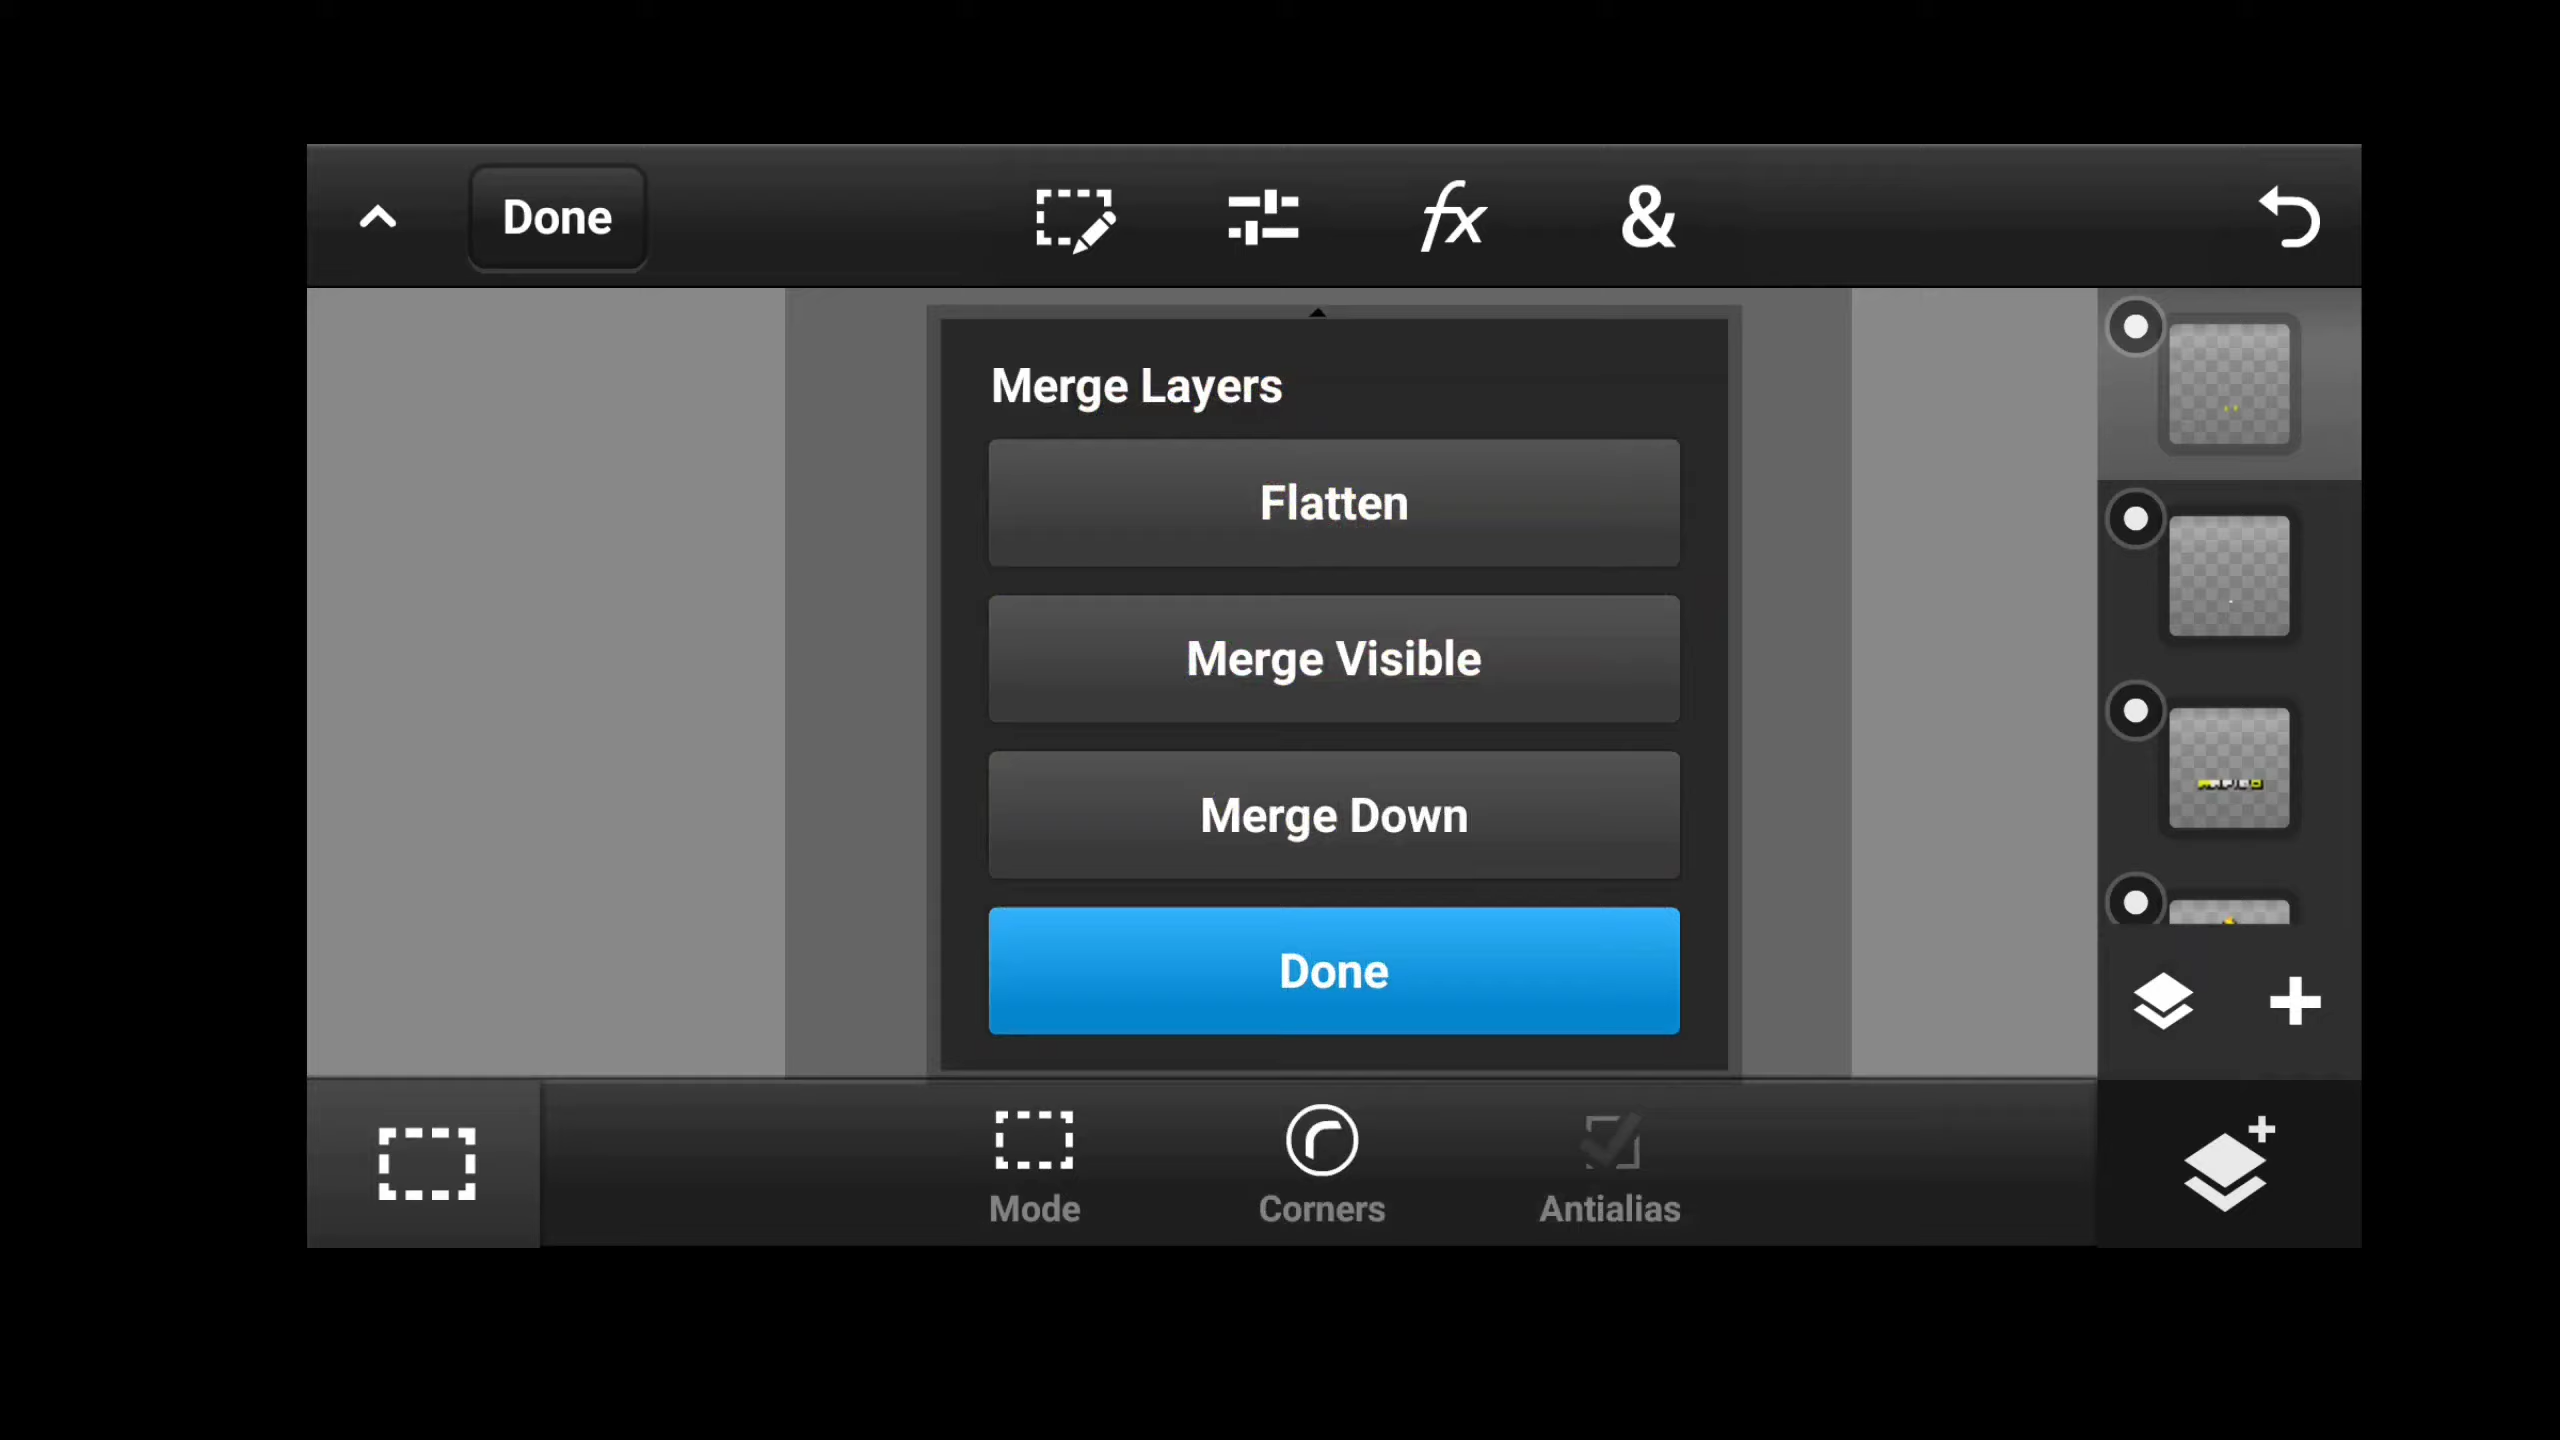 Done
fx
&
Merge Layers
Flatten
Merge Visible
Merge Down
Done
Mode
Corners
Antialias